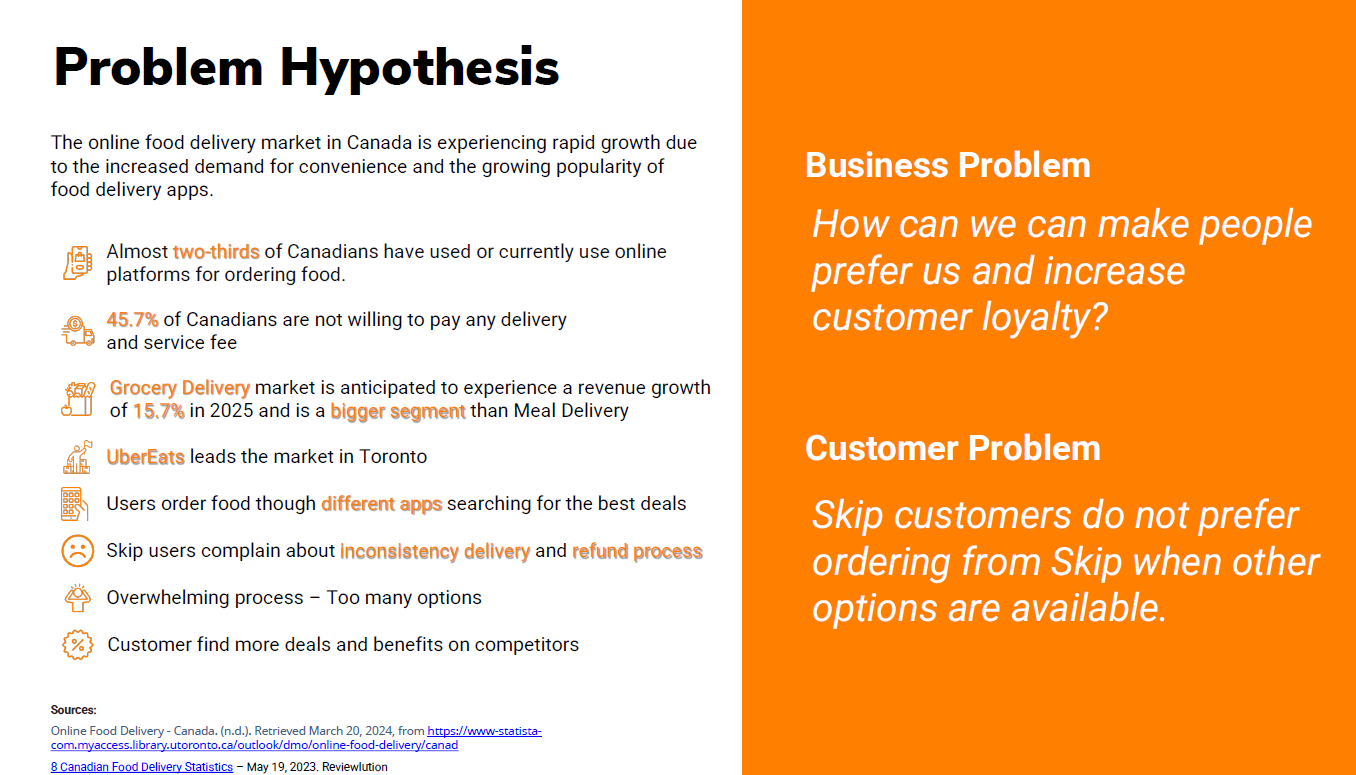 Problem Hypothesis
The online food delivery market in Canada is experiencing rapid growth due
to the increased demand for convenience and the growing popularity of
food delivery apps.
Almost two-thirds of Canadians have used or currently use online
platforms for ordering food.
45.7% of Canadians are not willing to pay any delivery
and service fee
Grocery Delivery market is anticipated to experience a revenue growth
of 15.7% in 2025 and is a bigger segment than Meal Delivery
UberEats leads the market in Toronto
Users order food though different apps searching for the best deals
Skip users complain about inconsistency delivery and refund process
Overwhelming process – Too many options
Customer find more deals and benefits on competitors
Sources:
Online Food Delivery - Canada. (n.d.). Retrieved March 20, 2024, from https://www-statista-
com.myaccess.library.utoronto.ca/outlook/dmo/online-food-delivery/canad
8 Canadian Food Delivery Statistics – May 19, 2023. Reviewlution
Business Problem
How can we can make people
prefer us and increase
customer loyalty?
Customer Problem
Skip customers do not prefer
ordering from Skip when other
options are available.